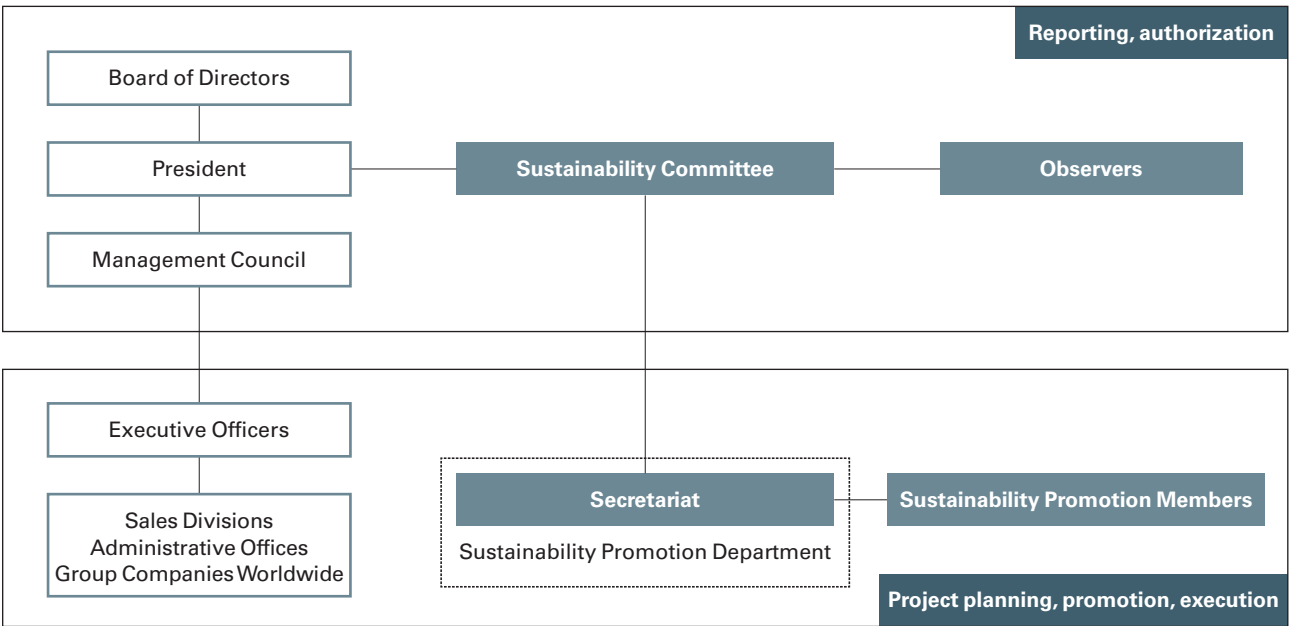 Reporting, authorization
Board of Directors
President
Sustainability Committee
Observers
Management Council
Executive Officers
Secretariat
Sustainability Promotion Members
Sales Divisions
Administrative Offices
Group Companies Worldwide
Sustainability Promotion Department
Project planning, promotion, execution